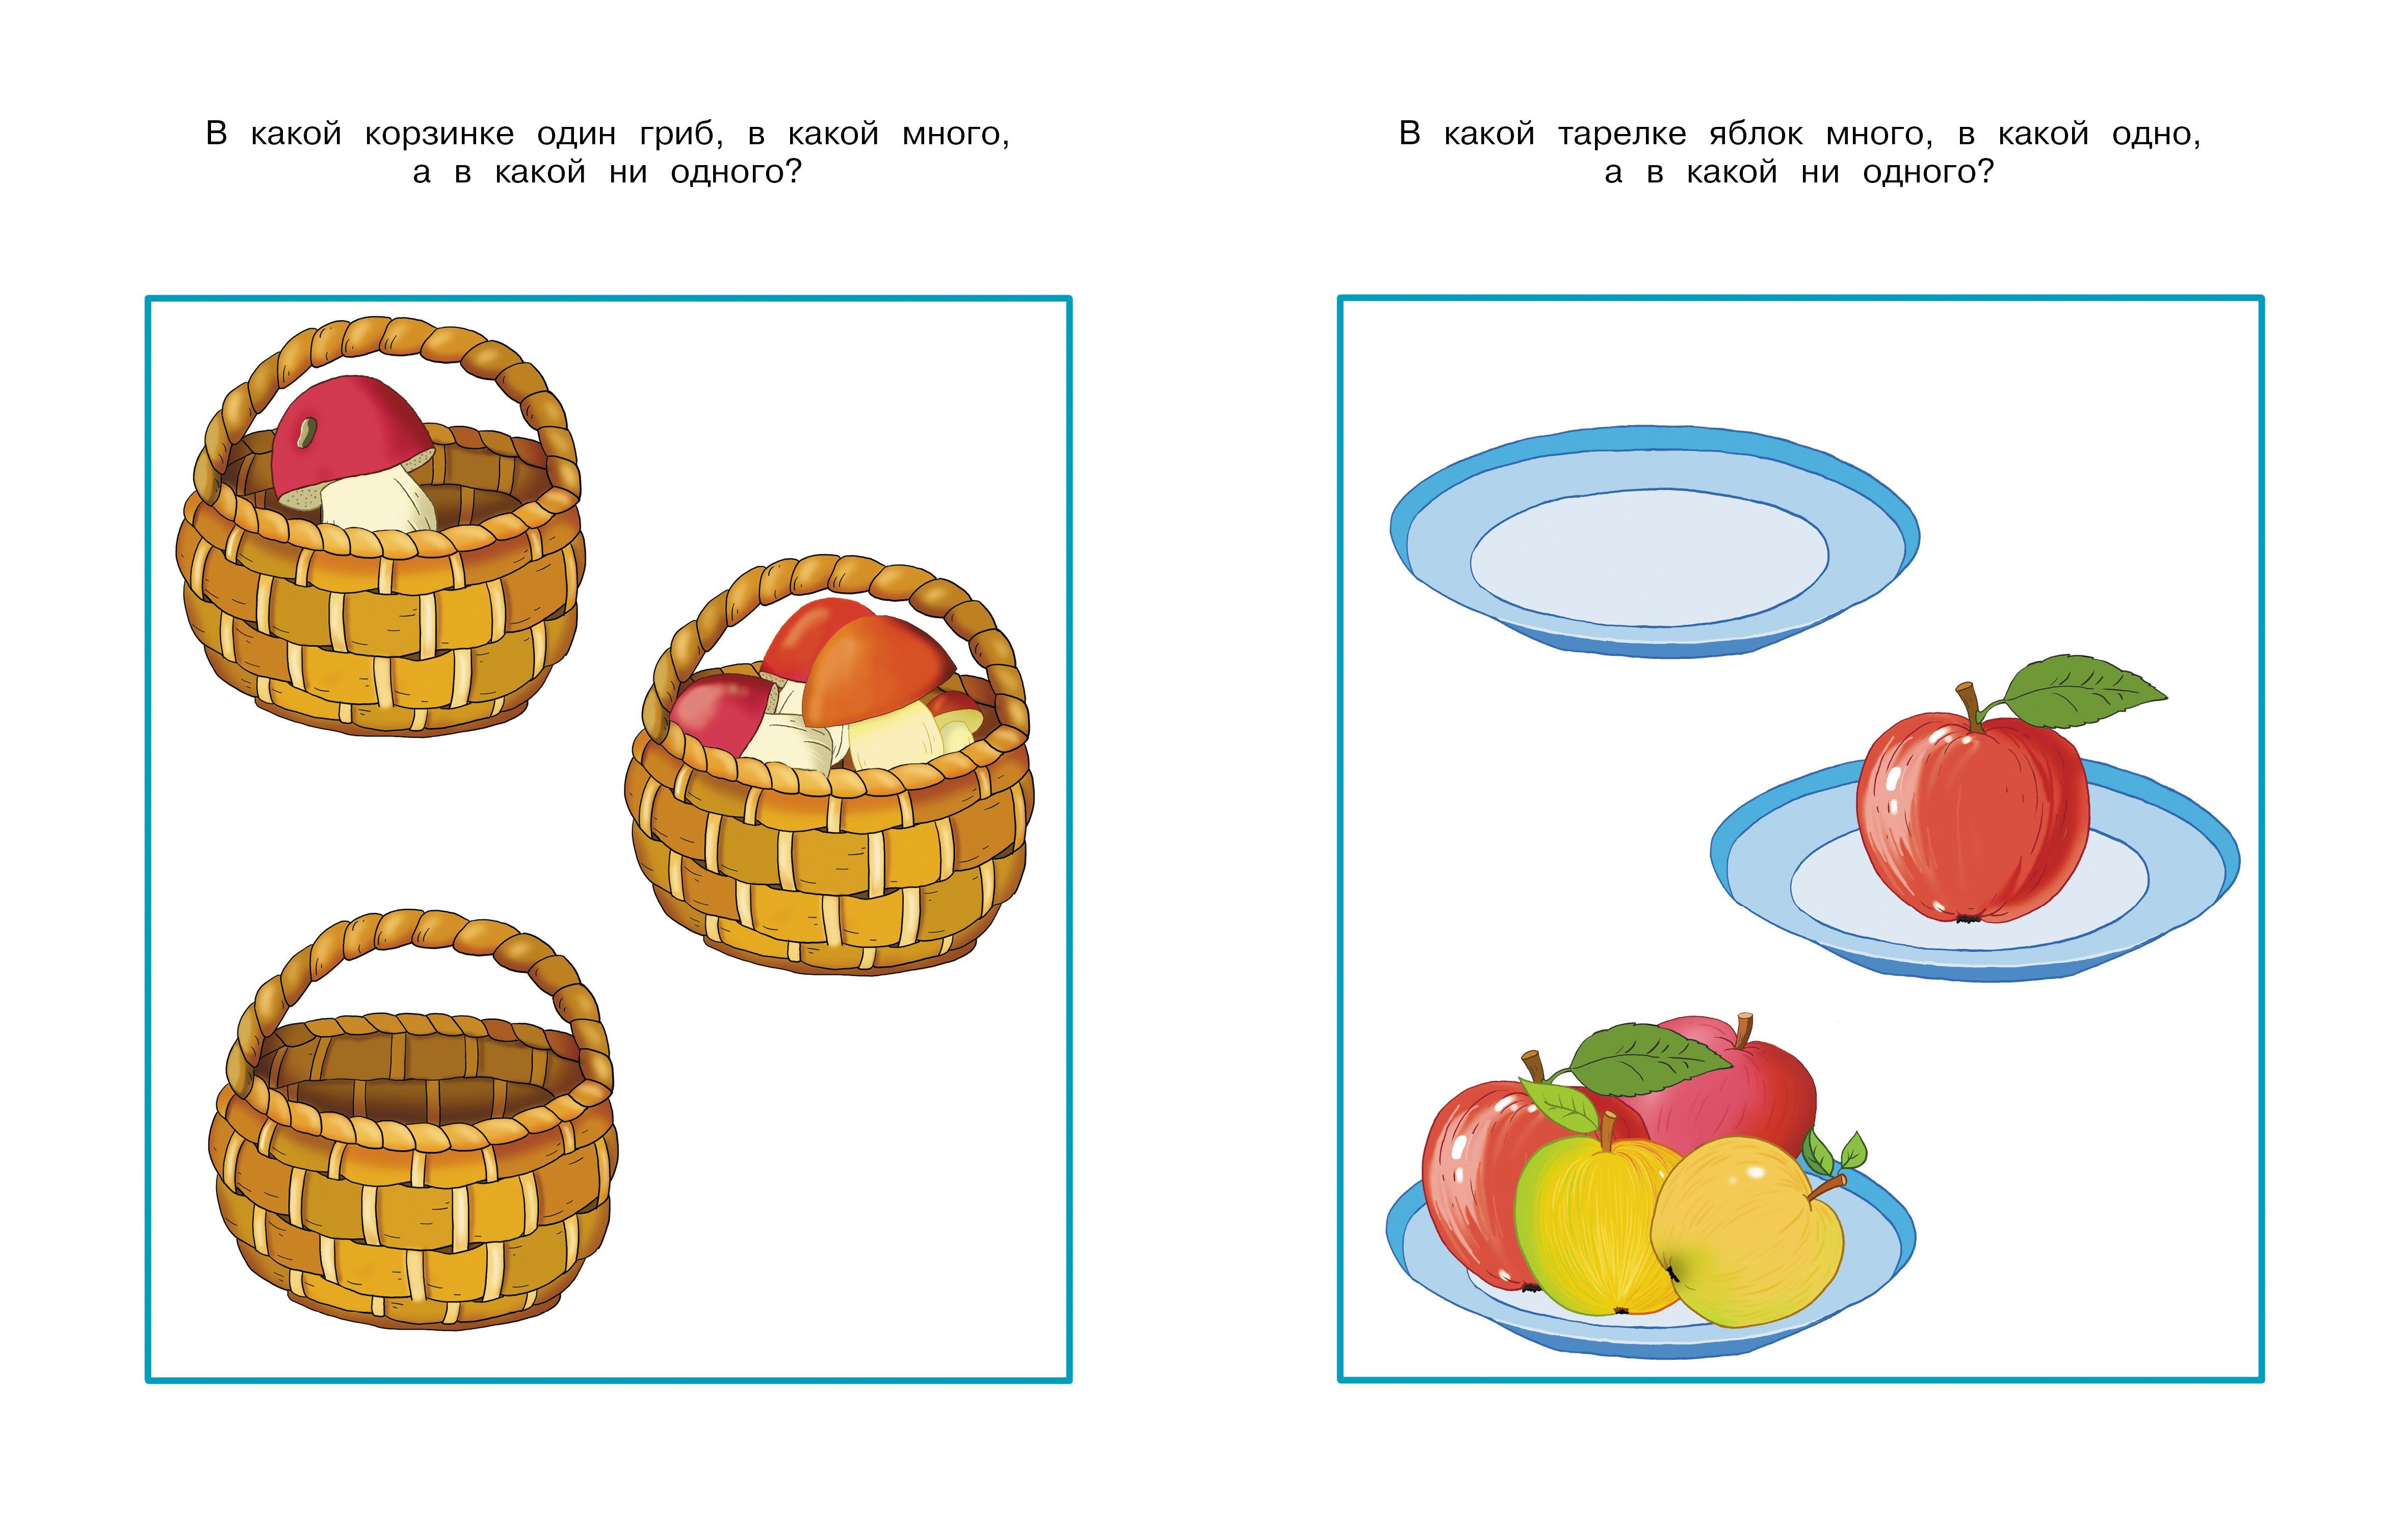 В какой корзинке один гриб, в какой много,
а в какой ни одного?
В какой тарелке яблок много, в какой одно,
а в какой ни одного?